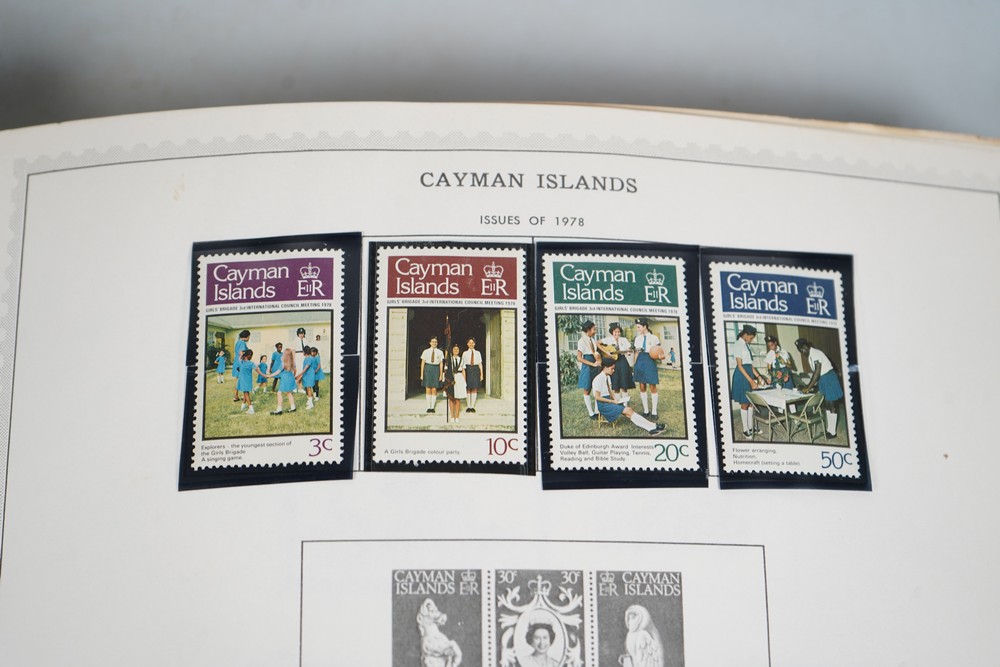 CAYMAN ISLANDS
ISSUES OF 1978
Cayman
Islands
EIIR
GIRLS' BRIGADE 3rd INTERNATIONAL COUNCIL MEETING 1978
Explorers - the youngest section of
the Girls Brigade
A singing game.
3c
Cayman
Islands
EIIR
GIRLS' BRIGADE 3rd INTERNATIONAL COUNCIL MEETING 1978
A Girls Brigade colour party.
10c
Cayman
Islands
EIIR
GIRLS' BRIGADE 3rd INTERNATIONAL COUNCIL MEETING 1978
Duke of Edinburgh Award Interests
Volley Ball, Guitar Playing, Tennis,
Reading and Bible Study
20c
Cayman
Islands
EIIR
GIRLS' BRIGADE 3rd INTERNATIONAL COUNCIL MEETING 1978
Flower arranging,
Nutrition,
Homecraft (setting a table).
50c
CAYMAN
ISLANDS EIIR
30c 30c
CAYMAN
EIIR ISLANDS